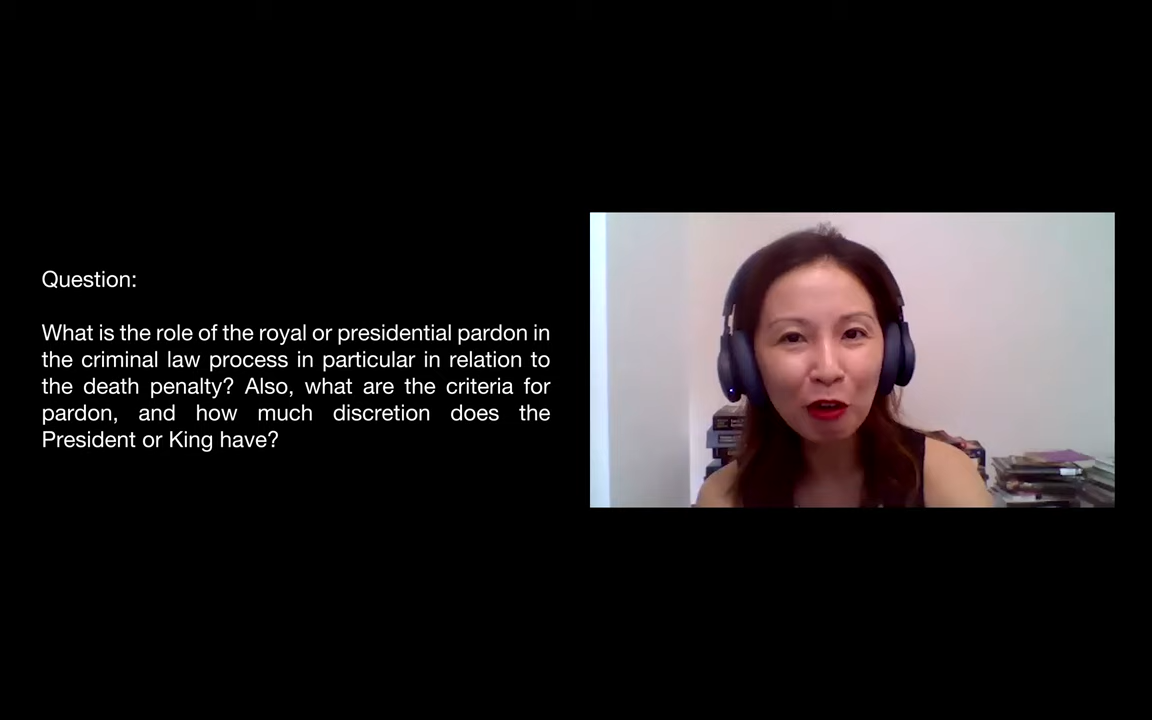 Question:
What is the role of the royal or presidential pardon in
the criminal law process in particular in relation to
the death penalty? Also, what are the criteria for
pardon, and how much discretion does the
President or King have?